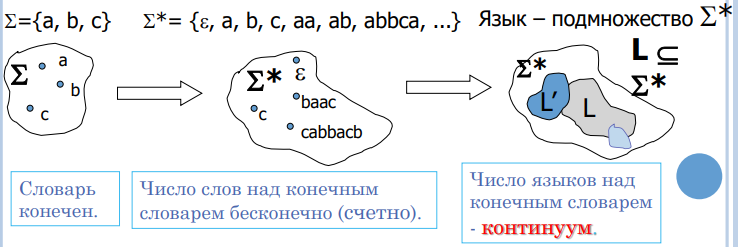 Σ={a, b, c}
Σ*= {ε, a, b, c, aa, ab, abbca, ...}
Язык – подмножество Σ*
Σ
a
b
c
Σ*
ε
baac
c
cabbacb
Σ*
L ⊆
Σ*
L’
L
Словарь
конечен.
Число слов над конечным
словарем бесконечно (счетно).
Число языков над
конечным словарем
- континуум.